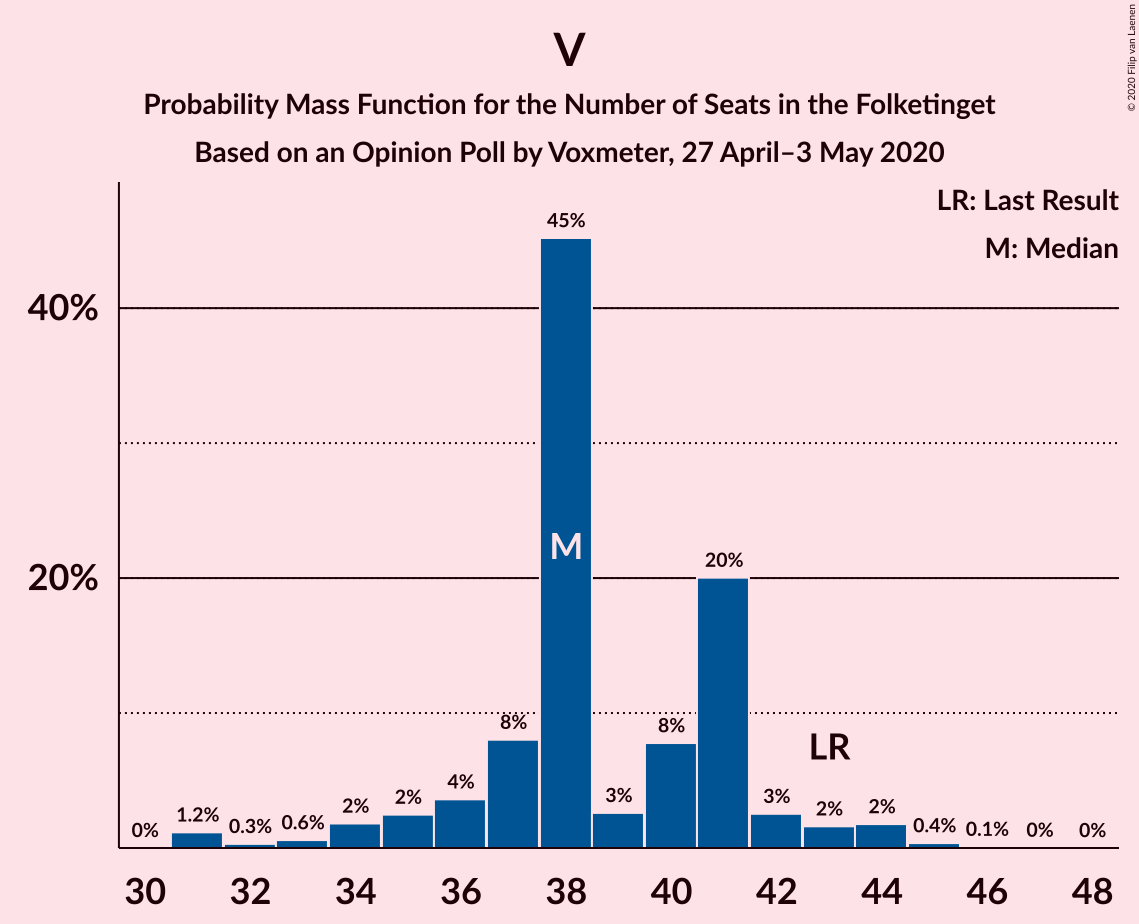 V
Probability Mass Function for the Number of Seats in the Folketinget
Based on an Opinion Poll by Voxmeter, 27 April–3 May 2020
© 2020 Filip van Laenen
LR: Last Result
M: Median
40%
20%
0%
1.2%
0.3%
0.6%
2%
2%
4%
8%
45%
M
3%
8%
20%
3%
LR
2%
2%
0.4%
0.1%
0%
0%
30 32 34 36 38 40 42 44 46 48